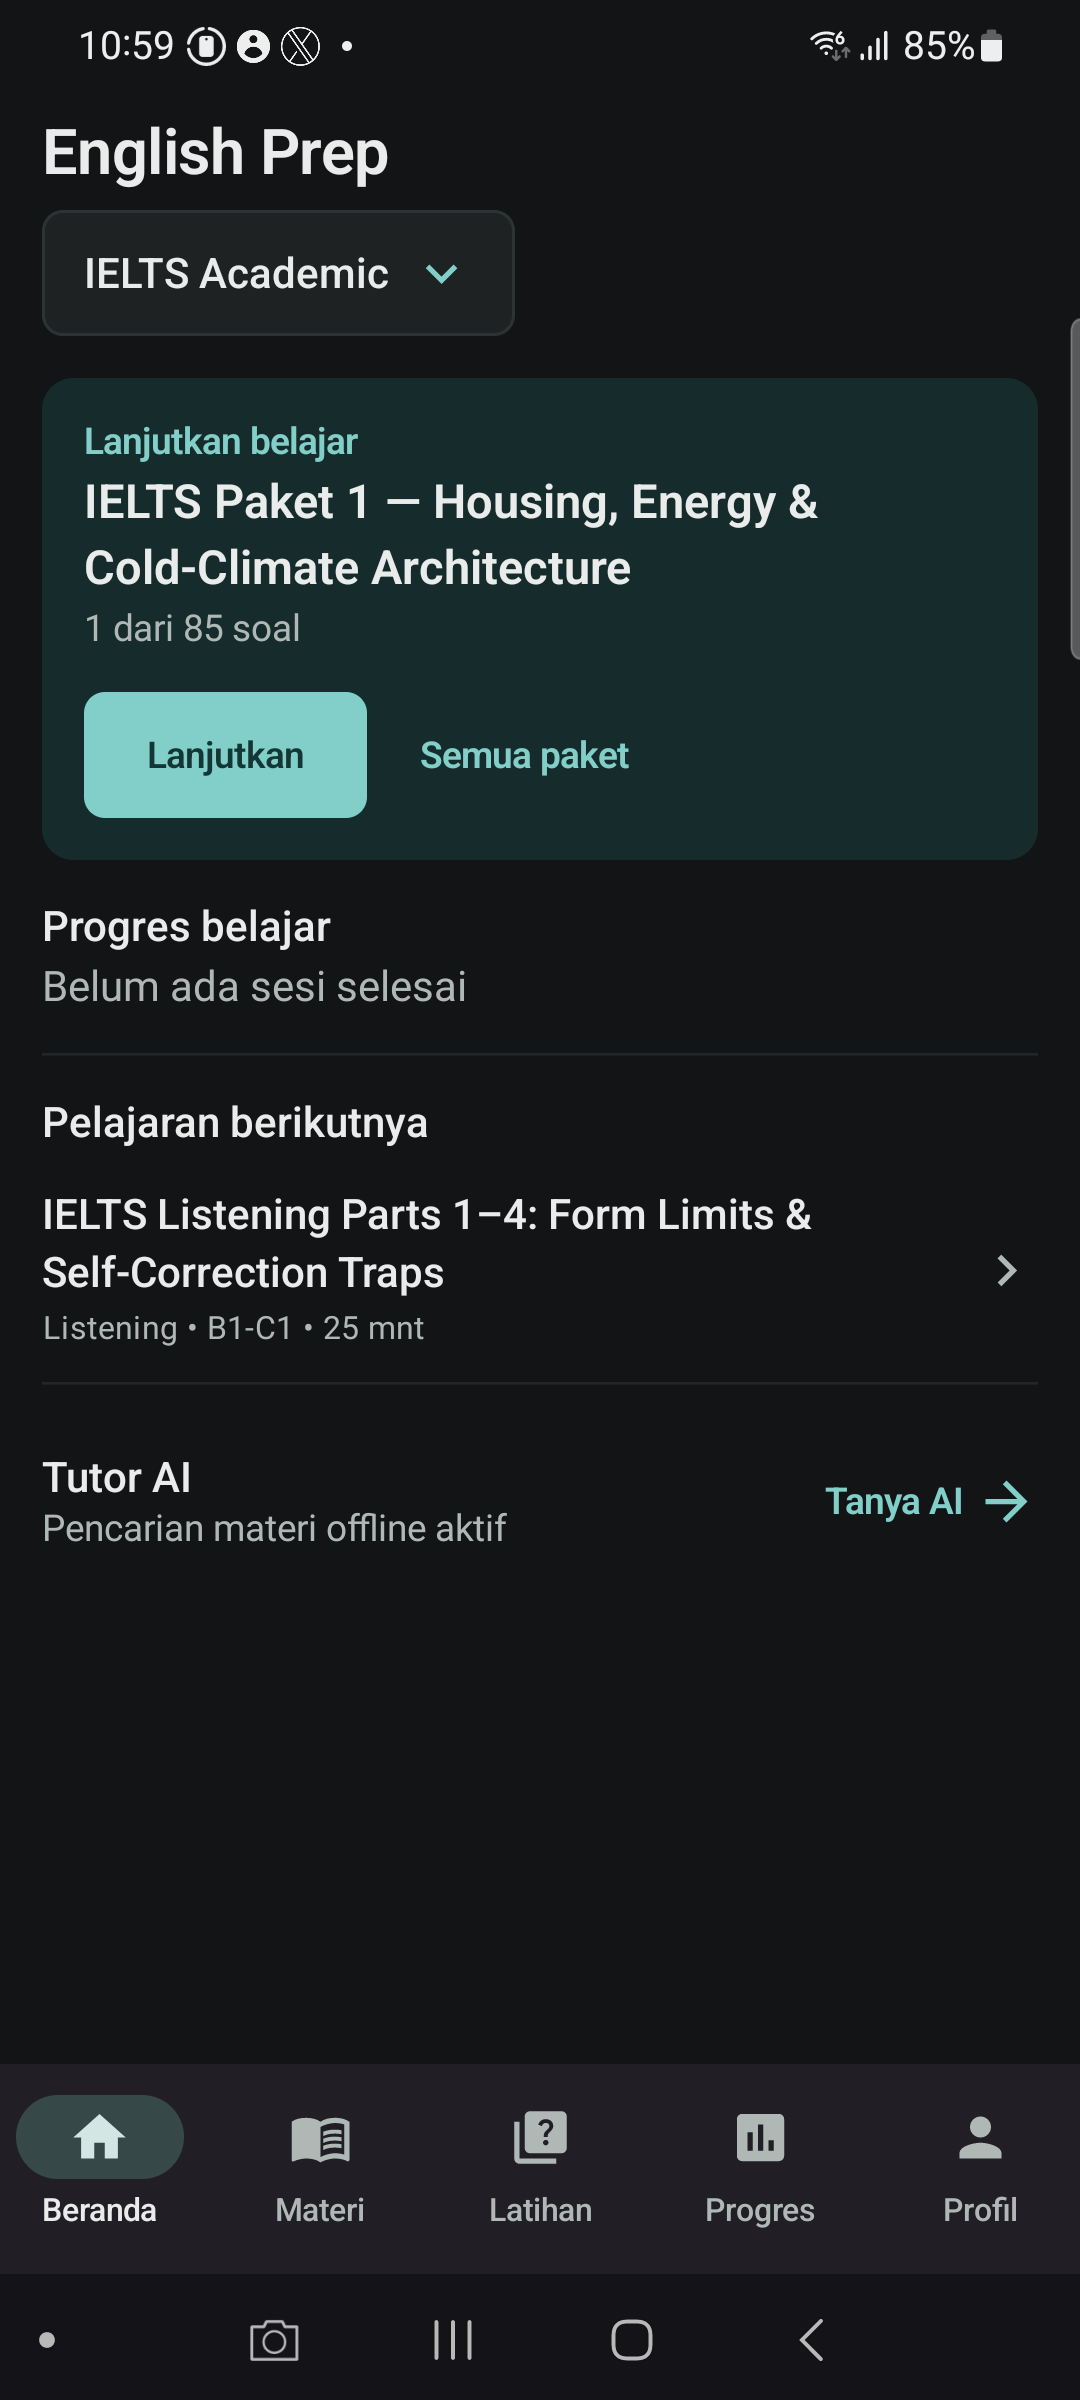 10:59
85%
English Prep
IELTS Academic
Lanjutkan belajar
IELTS Paket 1 — Housing, Energy &
Cold-Climate Architecture
1 dari 85 soal
Lanjutkan
Semua paket
Progres belajar
Belum ada sesi selesai
Pelajaran berikutnya
IELTS Listening Parts 1–4: Form Limits &
Self-Correction Traps
Listening • B1-C1 • 25 mnt
Tutor AI
Pencarian materi offline aktif
Tanya AI
Beranda
Materi
Latihan
Progres
Profil